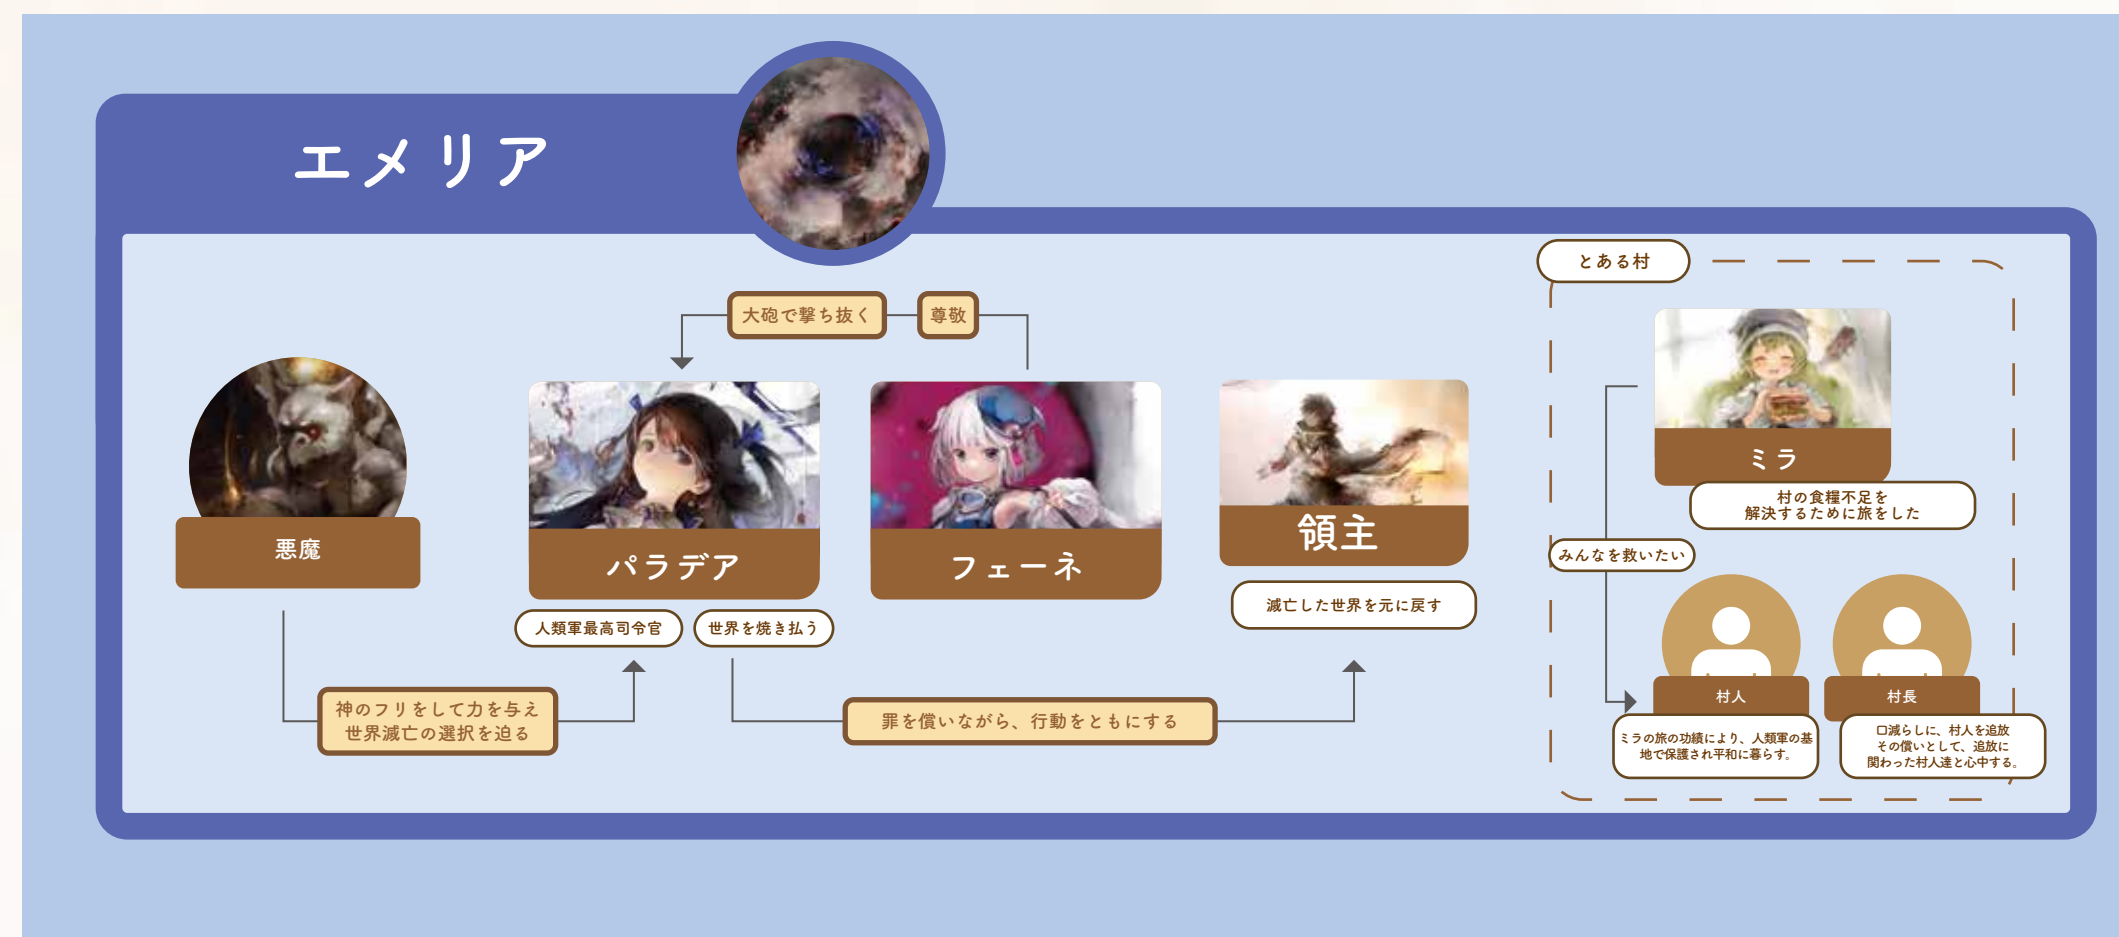 エメリア
とある村
大砲で撃ち抜く
尊敬
悪魔
パラデア
フェーネ
領主
ミラ
人類軍最高司令官
世界を焼き払う
滅亡した世界を元に戻す
村の食糧不足を
解決するために旅をした
みんなを救いたい
神のフリをして力を与え
世界滅亡の選択を迫る
罪を償いながら、行動をともにする
村人
村長
ミラの旅の功績により、人類軍の基
地で保護され平和に暮らす。
口減らしに、村人を追放
その償いとして、追放に
関わった村人達と心中する。